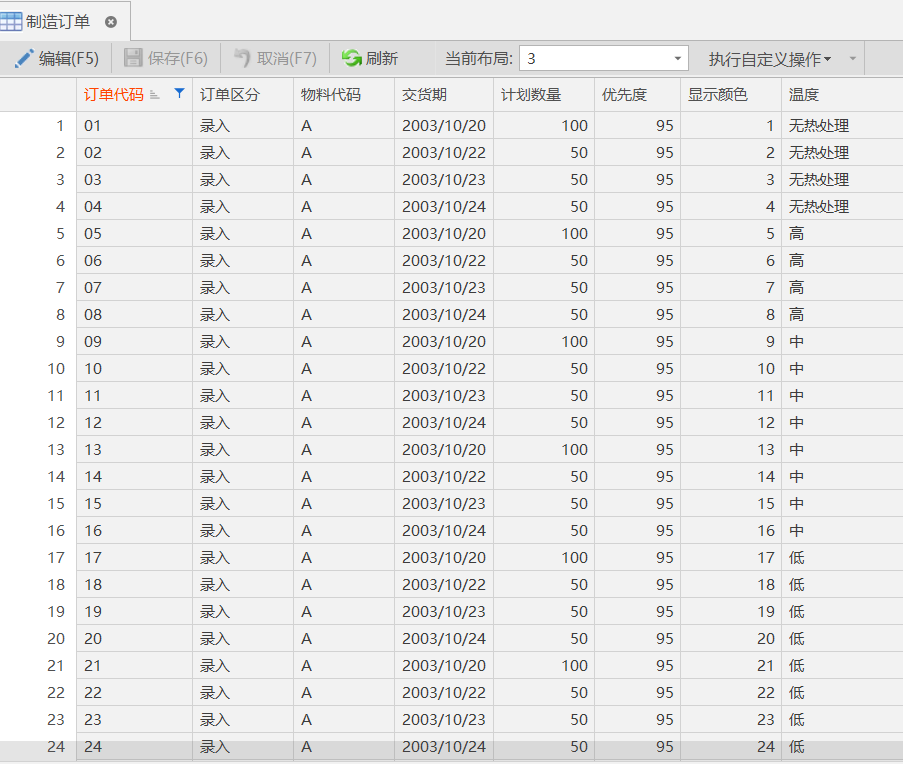 制造订单
编辑(F5) 保存(F6) 取消(F7) 刷新 当前布局: 3 执行自定义操作
订单代码 订单区分 物料代码 交货期 计划数量 优先度 显示颜色 温度
1 01 录入 A 2003/10/20 100 95 1 无热处理
2 02 录入 A 2003/10/22 50 95 2 无热处理
3 03 录入 A 2003/10/23 50 95 3 无热处理
4 04 录入 A 2003/10/24 50 95 4 无热处理
5 05 录入 A 2003/10/20 100 95 5 高
6 06 录入 A 2003/10/22 50 95 6 高
7 07 录入 A 2003/10/23 50 95 7 高
8 08 录入 A 2003/10/24 50 95 8 高
9 09 录入 A 2003/10/20 100 95 9 中
10 10 录入 A 2003/10/22 50 95 10 中
11 11 录入 A 2003/10/23 50 95 11 中
12 12 录入 A 2003/10/24 50 95 12 中
13 13 录入 A 2003/10/20 100 95 13 中
14 14 录入 A 2003/10/22 50 95 14 中
15 15 录入 A 2003/10/23 50 95 15 中
16 16 录入 A 2003/10/24 50 95 16 中
17 17 录入 A 2003/10/20 100 95 17 低
18 18 录入 A 2003/10/22 50 95 18 低
19 19 录入 A 2003/10/23 50 95 19 低
20 20 录入 A 2003/10/24 50 95 20 低
21 21 录入 A 2003/10/20 100 95 21 低
22 22 录入 A 2003/10/22 50 95 22 低
23 23 录入 A 2003/10/23 50 95 23 低
24 24 录入 A 2003/10/24 50 95 24 低